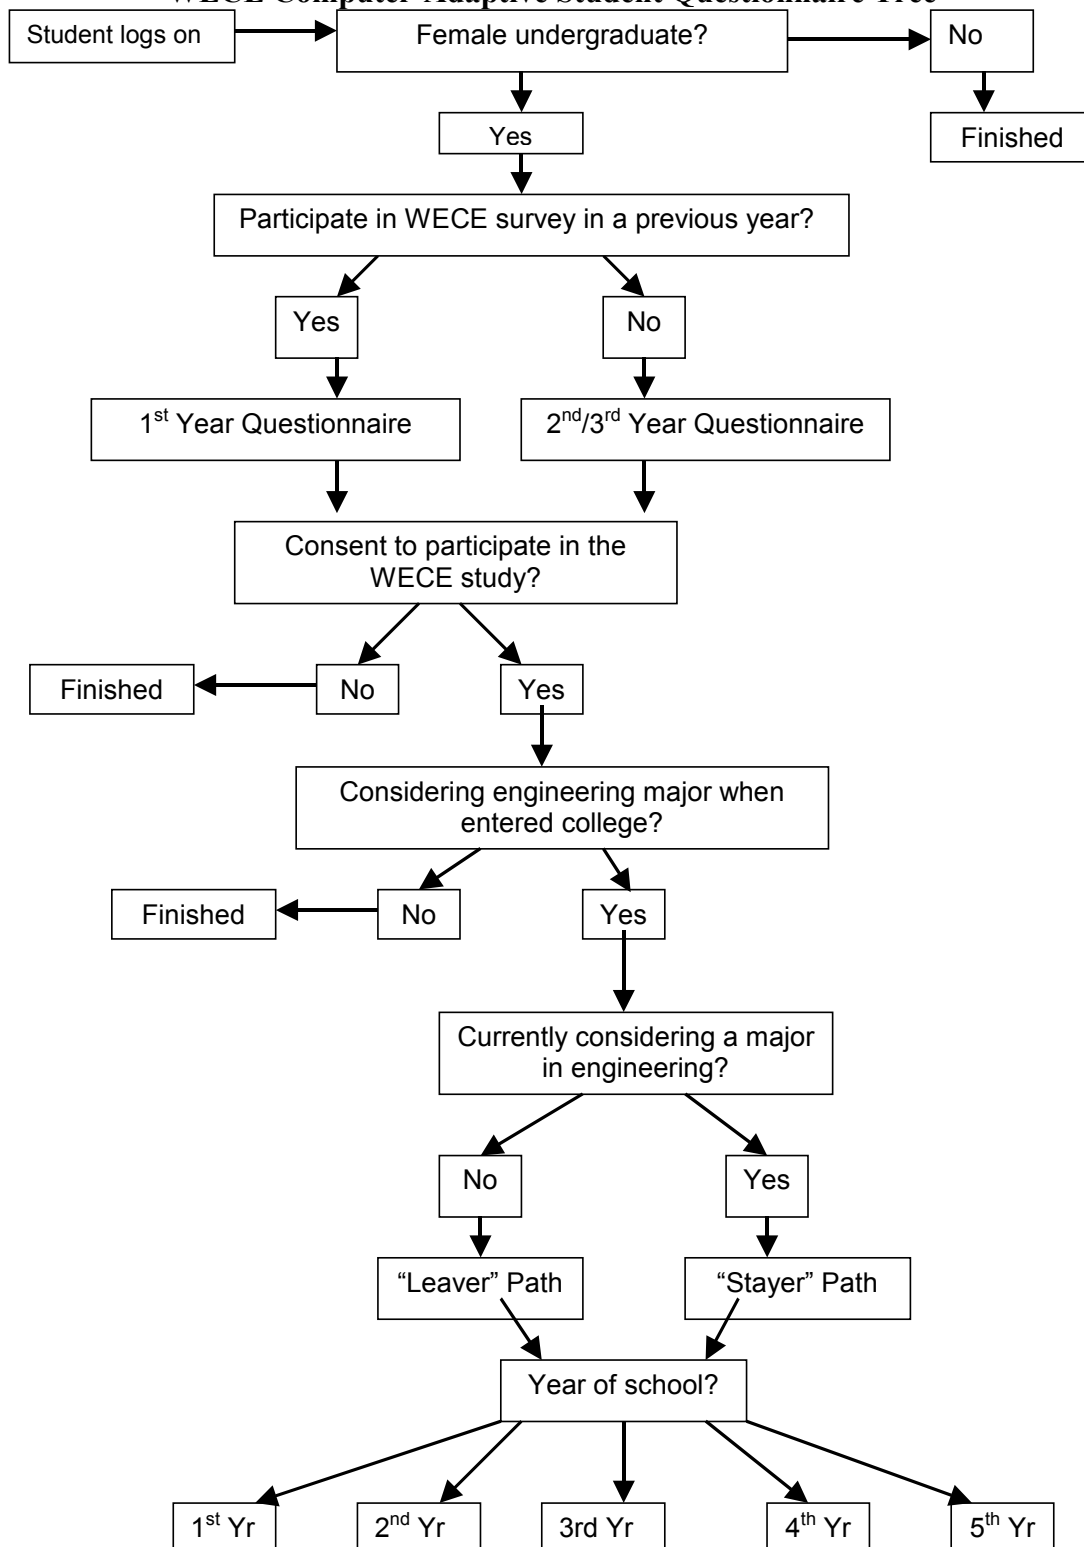 WECE Computer-Adaptive Student Questionnaire Tree
Student logs on
Female undergraduate?
No
Yes
Finished
Participate in WECE survey in a previous year?
Yes
No
1st Year Questionnaire
2nd/3rd Year Questionnaire
Consent to participate in the
WECE study?
Finished
No
Yes
Considering engineering major when
entered college?
Finished
No
Yes
Currently considering a major
in engineering?
No
Yes
“Leaver” Path
“Stayer” Path
Year of school?
1st Yr
2nd Yr
3rd Yr
4th Yr
5th Yr